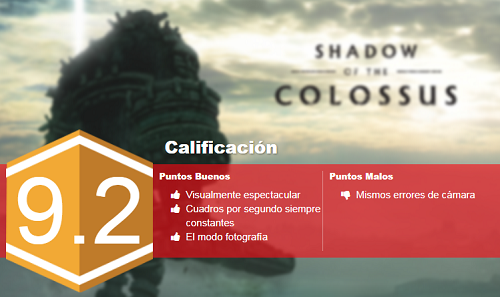 SHADOW
OF THE
COLOSSUS
Calificación
9.2
Puntos Buenos
Visualmente espectacular
Cuadros por segundo siempre
constantes
El modo fotografía
Puntos Malos
Mismos errores de cámara